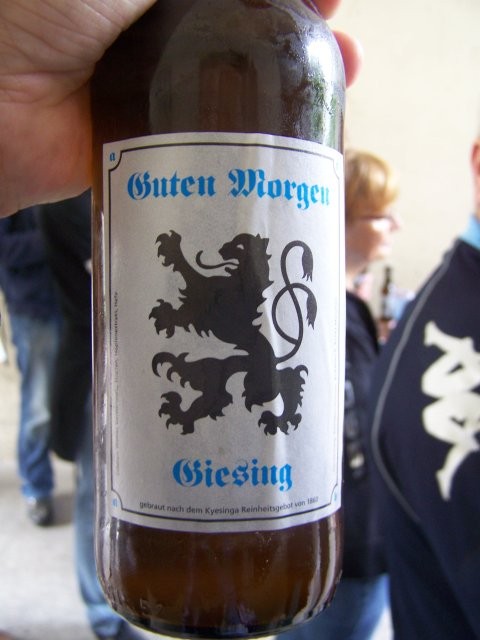 a
Guten Morgen
Giesing
gebraut nach dem Kyesinga Reinheitsgebot von 1860